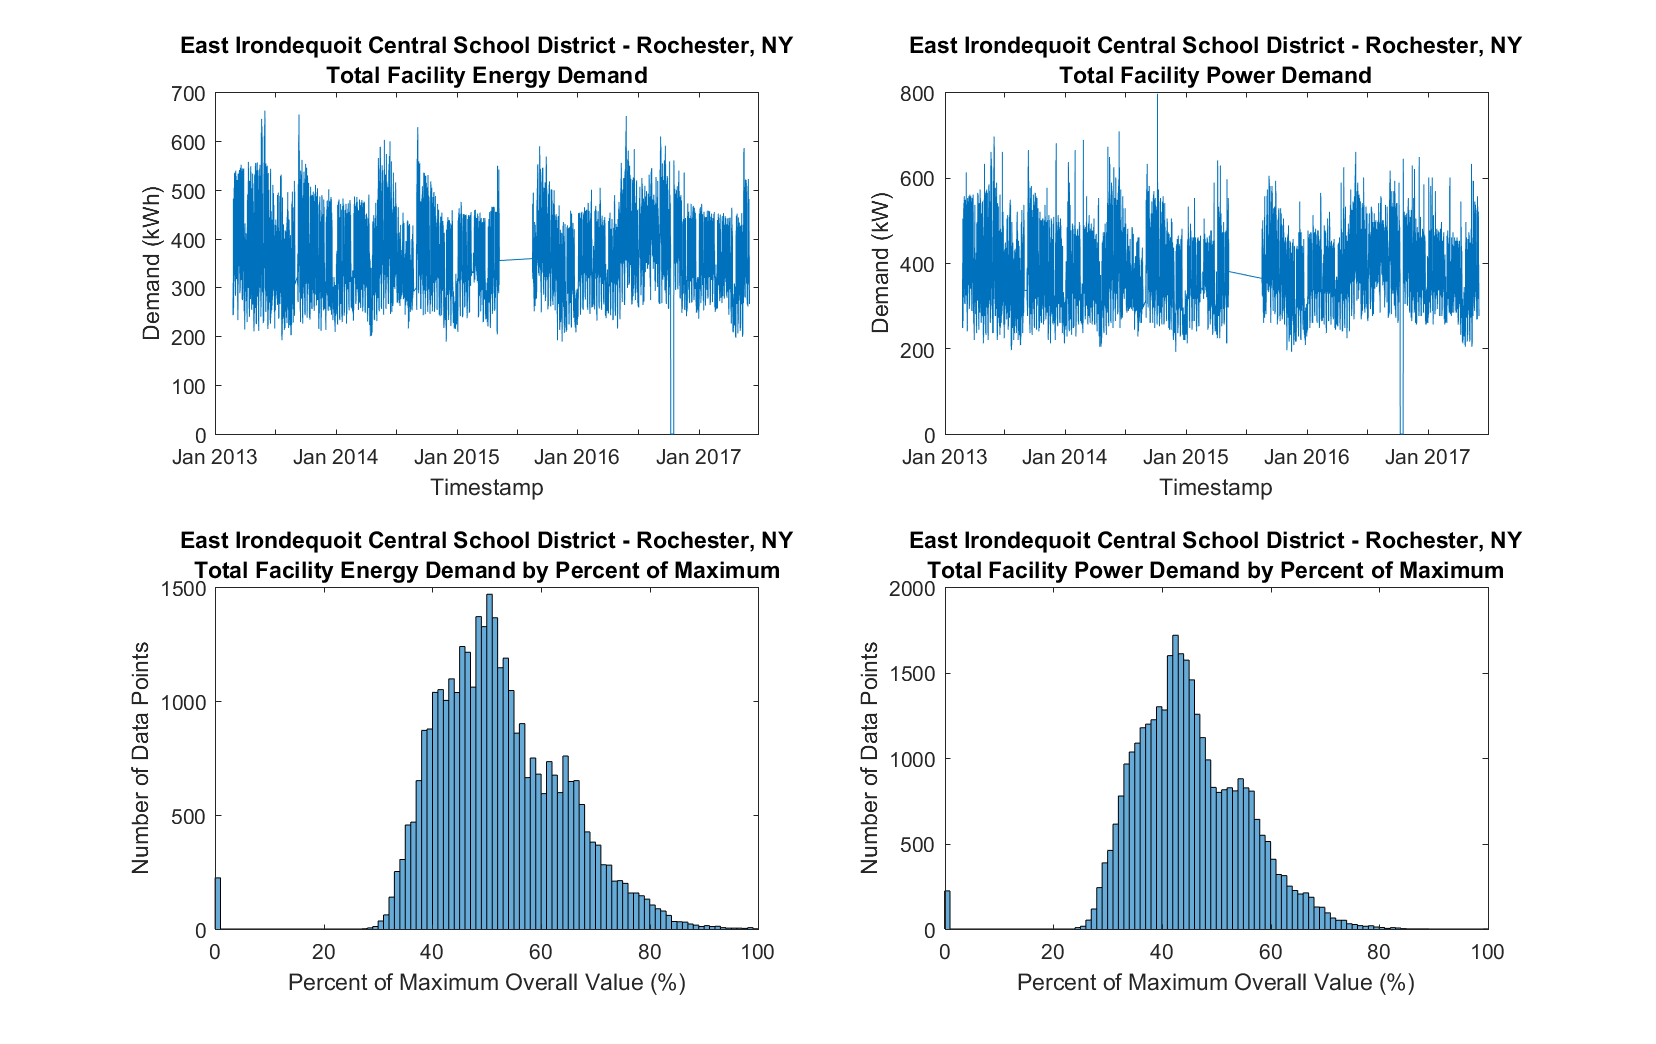 East Irondequoit Central School District - Rochester, NY
Total Facility Energy Demand
700
600
500
400
300
200
100
0
Demand (kWh)
Jan 2013 Jan 2014 Jan 2015 Jan 2016 Jan 2017
Timestamp
East Irondequoit Central School District - Rochester, NY
Total Facility Power Demand
800
600
400
200
0
Demand (kW)
Jan 2013 Jan 2014 Jan 2015 Jan 2016 Jan 2017
Timestamp
East Irondequoit Central School District - Rochester, NY
Total Facility Energy Demand by Percent of Maximum
1500
1000
500
0
Number of Data Points
0 20 40 60 80 100
Percent of Maximum Overall Value (%)
East Irondequoit Central School District - Rochester, NY
Total Facility Power Demand by Percent of Maximum
2000
1500
1000
500
0
Number of Data Points
0 20 40 60 80 100
Percent of Maximum Overall Value (%)